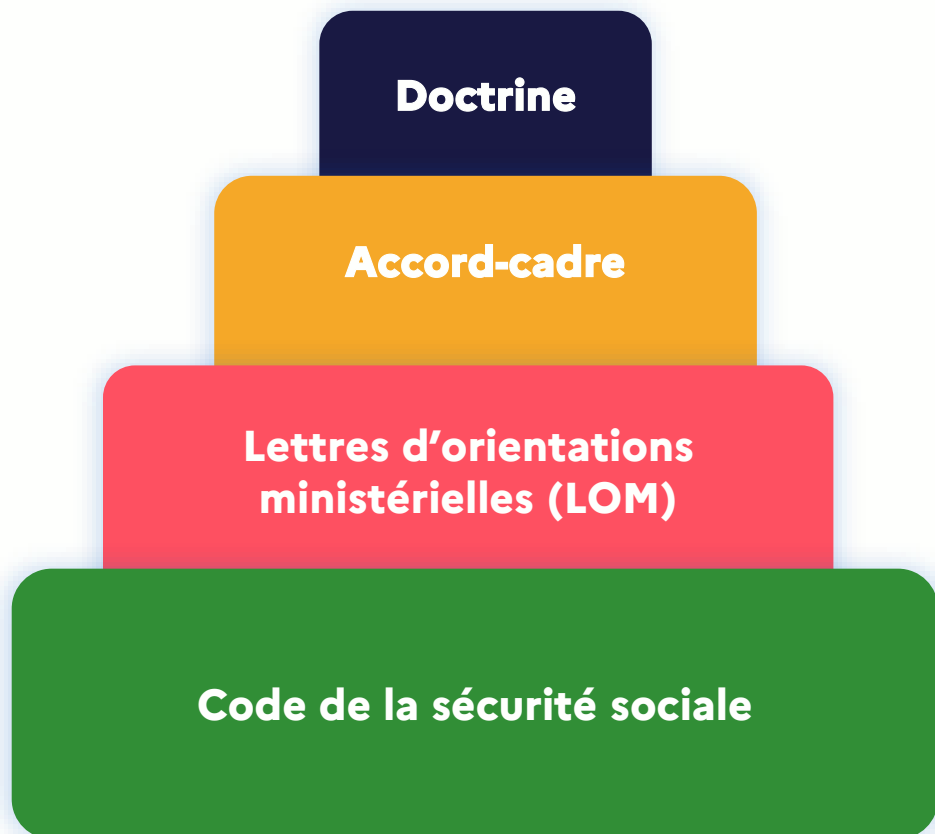 Doctrine
Accord-cadre
Lettres d’orientations
ministérielles (LOM)
Code de la sécurité sociale